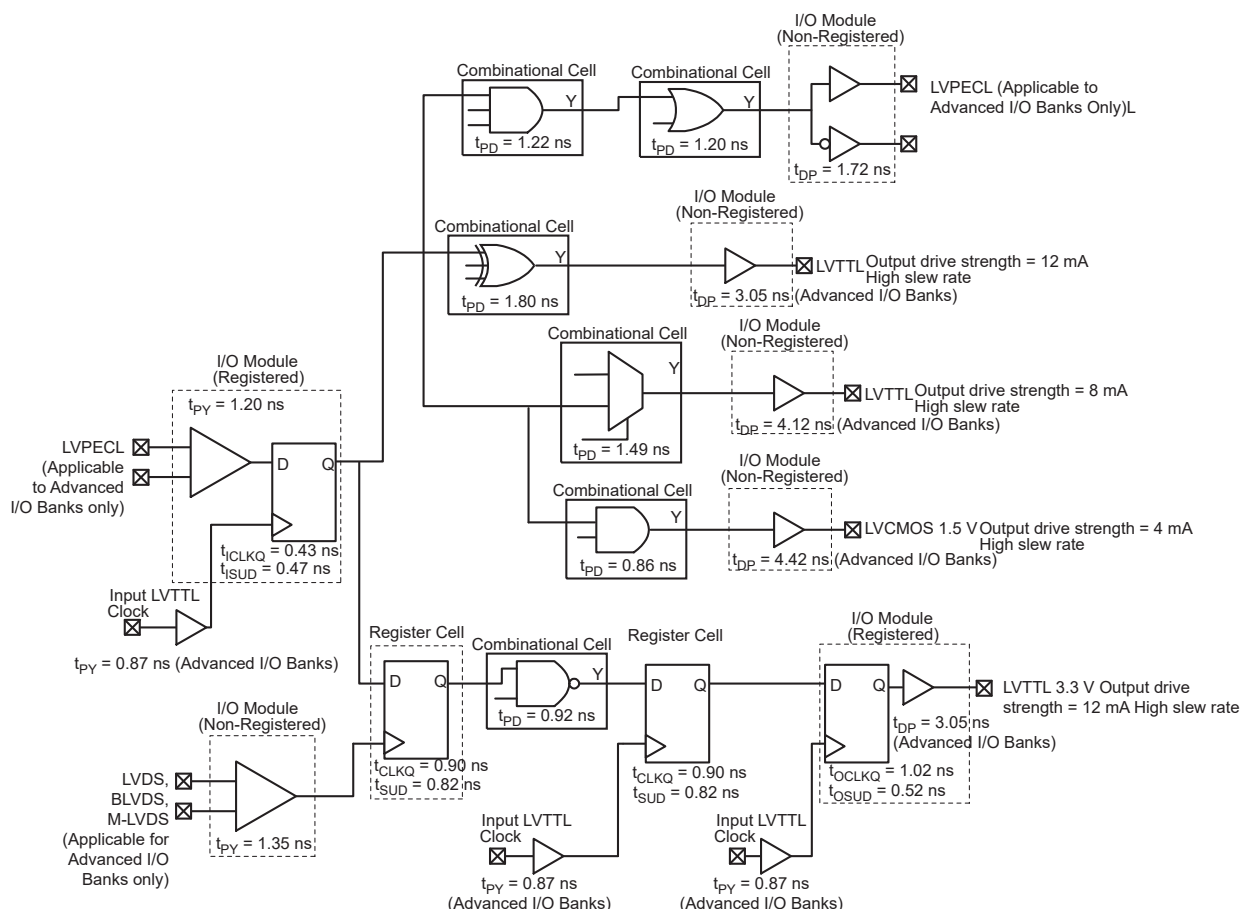 I/O Module
(Non-Registered)
Combinational Cell
Y
tPD = 1.22 ns
Combinational Cell
Y
tPD = 1.20 ns
tDP = 1.72 ns
LVPECL (Applicable to
Advanced I/O Banks Only)L
I/O Module
(Non-Registered)
Combinational Cell
Y
tPD = 1.80 ns
tDP = 3.05 ns (Advanced I/O Banks)
LVTTL Output drive strength = 12 mA
High slew rate
I/O Module
(Non-Registered)
Combinational Cell
Y
tPD = 1.49 ns
tDP = 4.12 ns (Advanced I/O Banks)
LVTTL Output drive strength = 8 mA
High slew rate
I/O Module
(Registered)
tPY = 1.20 ns
LVPECL
(Applicable
to Advanced
I/O Banks only)
D
Q
tICLKQ = 0.43 ns
tISUD = 0.47 ns
Input LVTTL
Clock
tPY = 0.87 ns (Advanced I/O Banks)
I/O Module
(Non-Registered)
Combinational Cell
Y
tPD = 0.86 ns
tDP = 4.42 ns (Advanced I/O Banks)
LVCMOS 1.5 V Output drive strength = 4 mA
High slew rate
Register Cell
D
Q
tCLKQ = 0.90 ns
tSUD = 0.82 ns
Combinational Cell
Y
tPD = 0.92 ns
Register Cell
D
Q
tCLKQ = 0.90 ns
tSUD = 0.82 ns
I/O Module
(Registered)
D
Q
tDP = 3.05 ns
(Advanced I/O Banks)
tOCLKQ = 1.02 ns
tOSUD = 0.52 ns
LVTTL 3.3 V Output drive
strength = 12 mA High slew rate
I/O Module
(Non-Registered)
LVDS,
BLVDS,
M-LVDS
(Applicable for
Advanced I/O
Banks only)
tPY = 1.35 ns
Input LVTTL
Clock
tPY = 0.87 ns
(Advanced I/O Banks)
Input LVTTL
Clock
tPY = 0.87 ns
(Advanced I/O Banks)